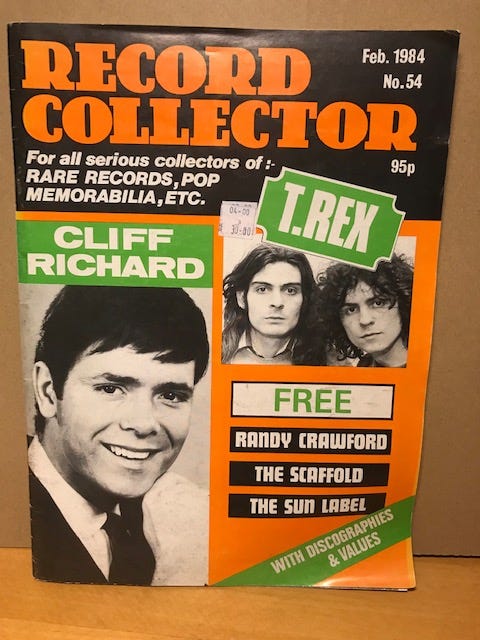 RECORD
COLLECTOR
Feb. 1984
No.54
95p
For all serious collectors of :-
RARE RECORDS, POP
MEMORABILIA, ETC.
T.REX
CLIFF
RICHARD
FREE
RANDY CRAWFORD
THE SCAFFOLD
THE SUN LABEL
WITH DISCOGRAPHIES
& VALUES